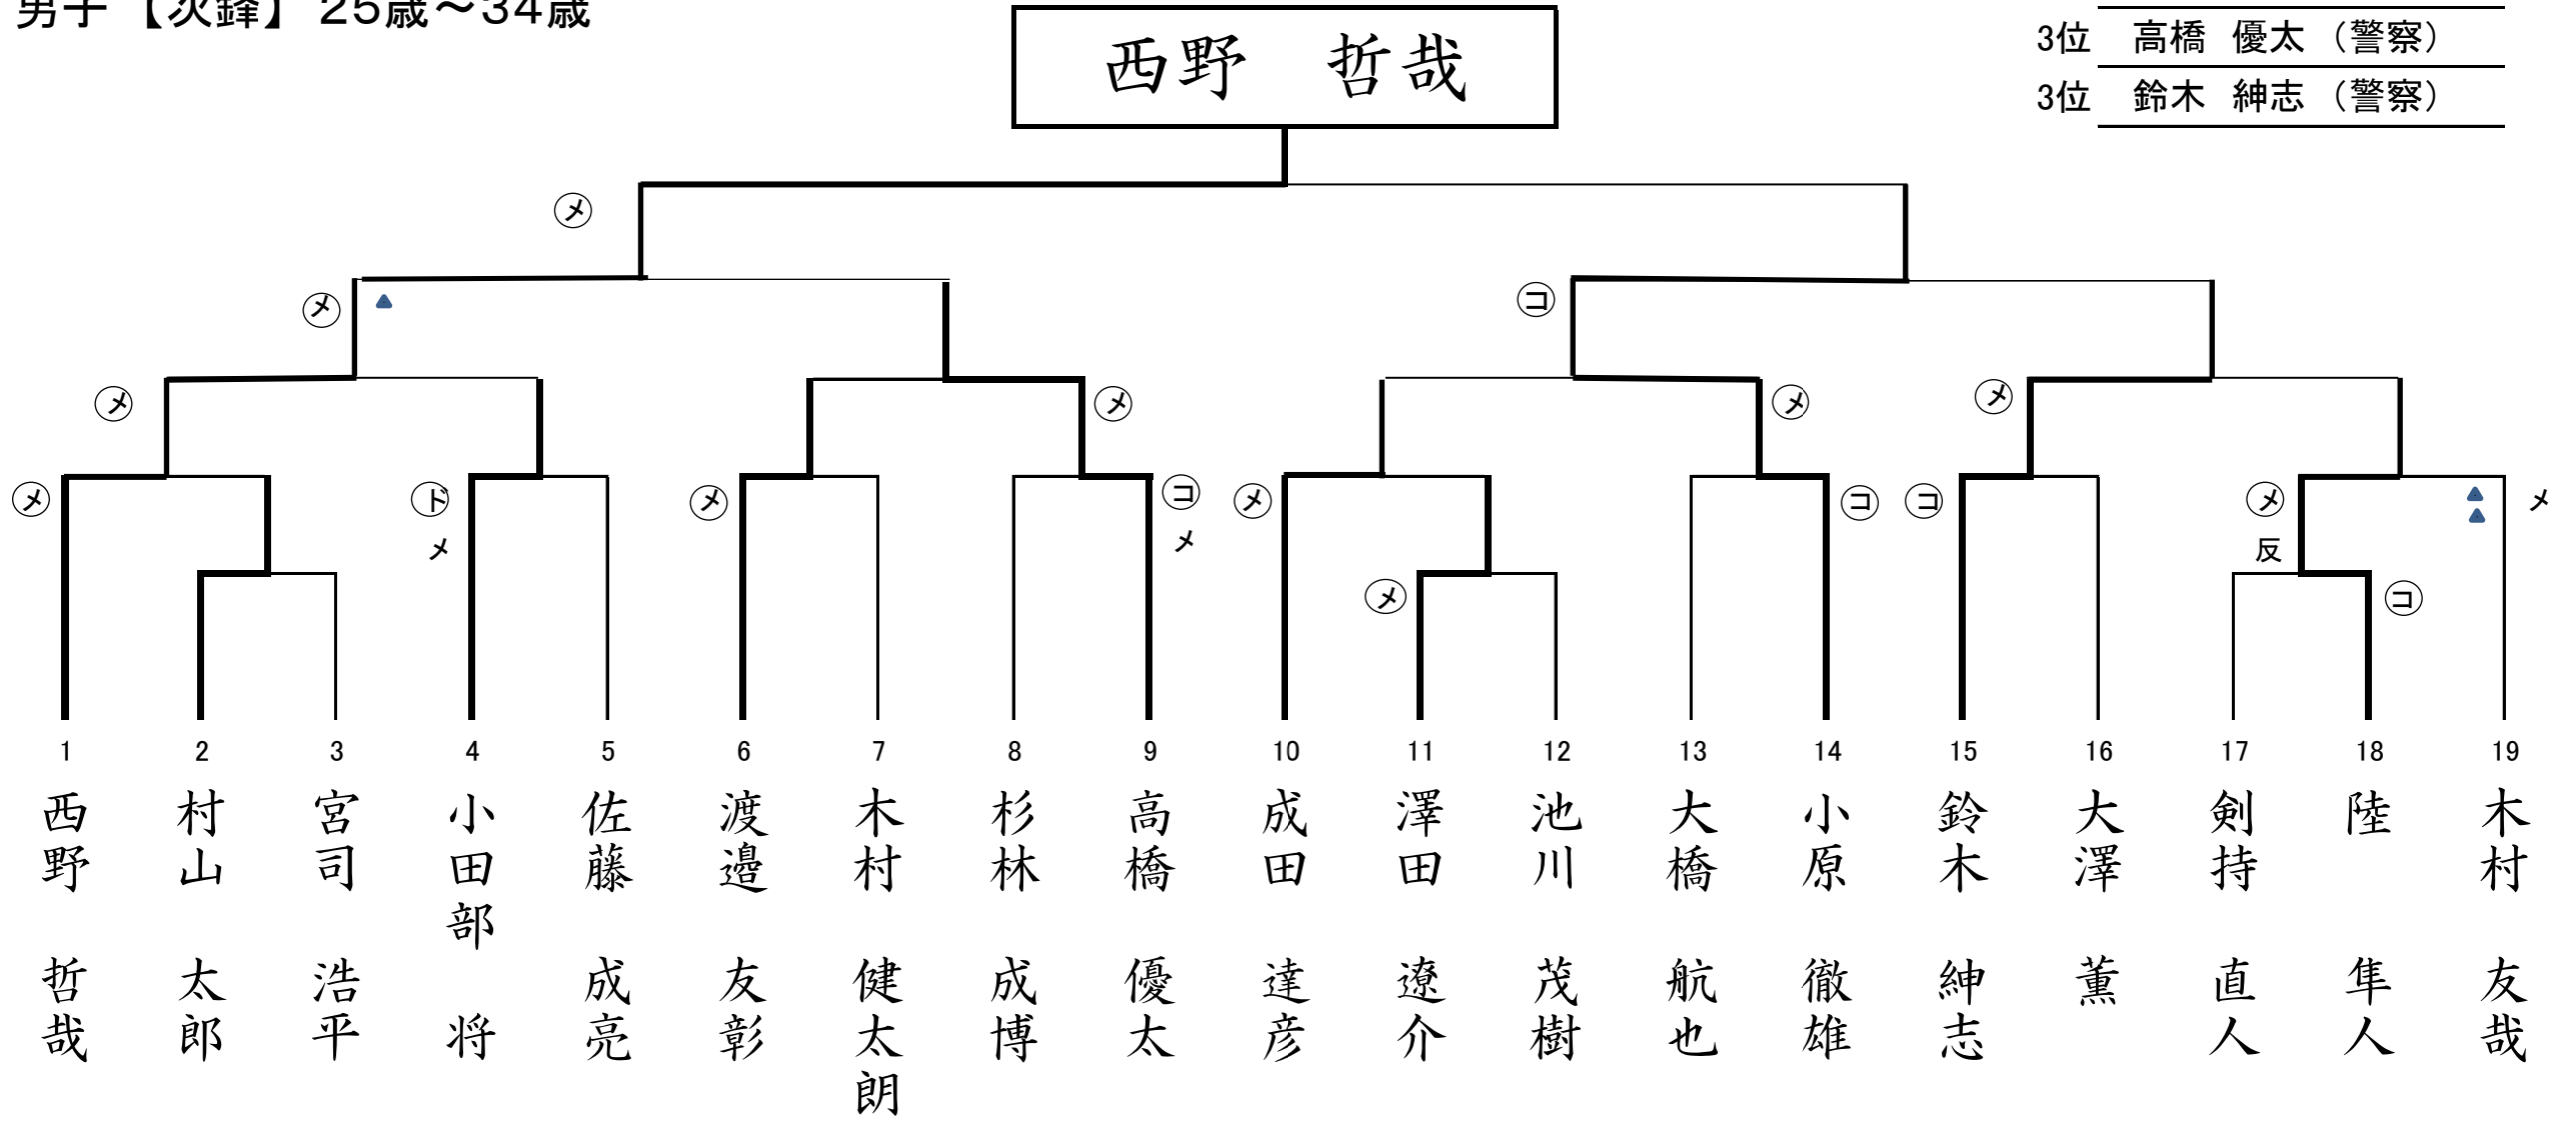 男子 【次鋒】 25歳～34歳
西野　哲哉
3位　高橋　優太 （警察）
3位　鈴木　紳志 （警察）
㋱
㋱ ▲ ㋙
㋱ ㋱ ㋱ ㋱
㋱ ㋣゛ ㋱ ㋙ ㋱ ㋙ ㋙ ㋱ ▲ メ
▲
メ メ 反
㋱ ㋙
1 2 3 4 5 6 7 8 9 10 11 12 13 14 15 16 17 18 19
西野　哲哉
村山　太郎
宮司　浩平
小田部　将
佐藤　成亮
渡邉　友彰
木村　健太朗
杉林　成博
高橋　優太
成田　達彦
澤田　遼介
池川　茂樹
大橋　航也
小原　徹雄
鈴木　紳志
大澤　薫
剣持　直人
陸　隼人
木村　友哉